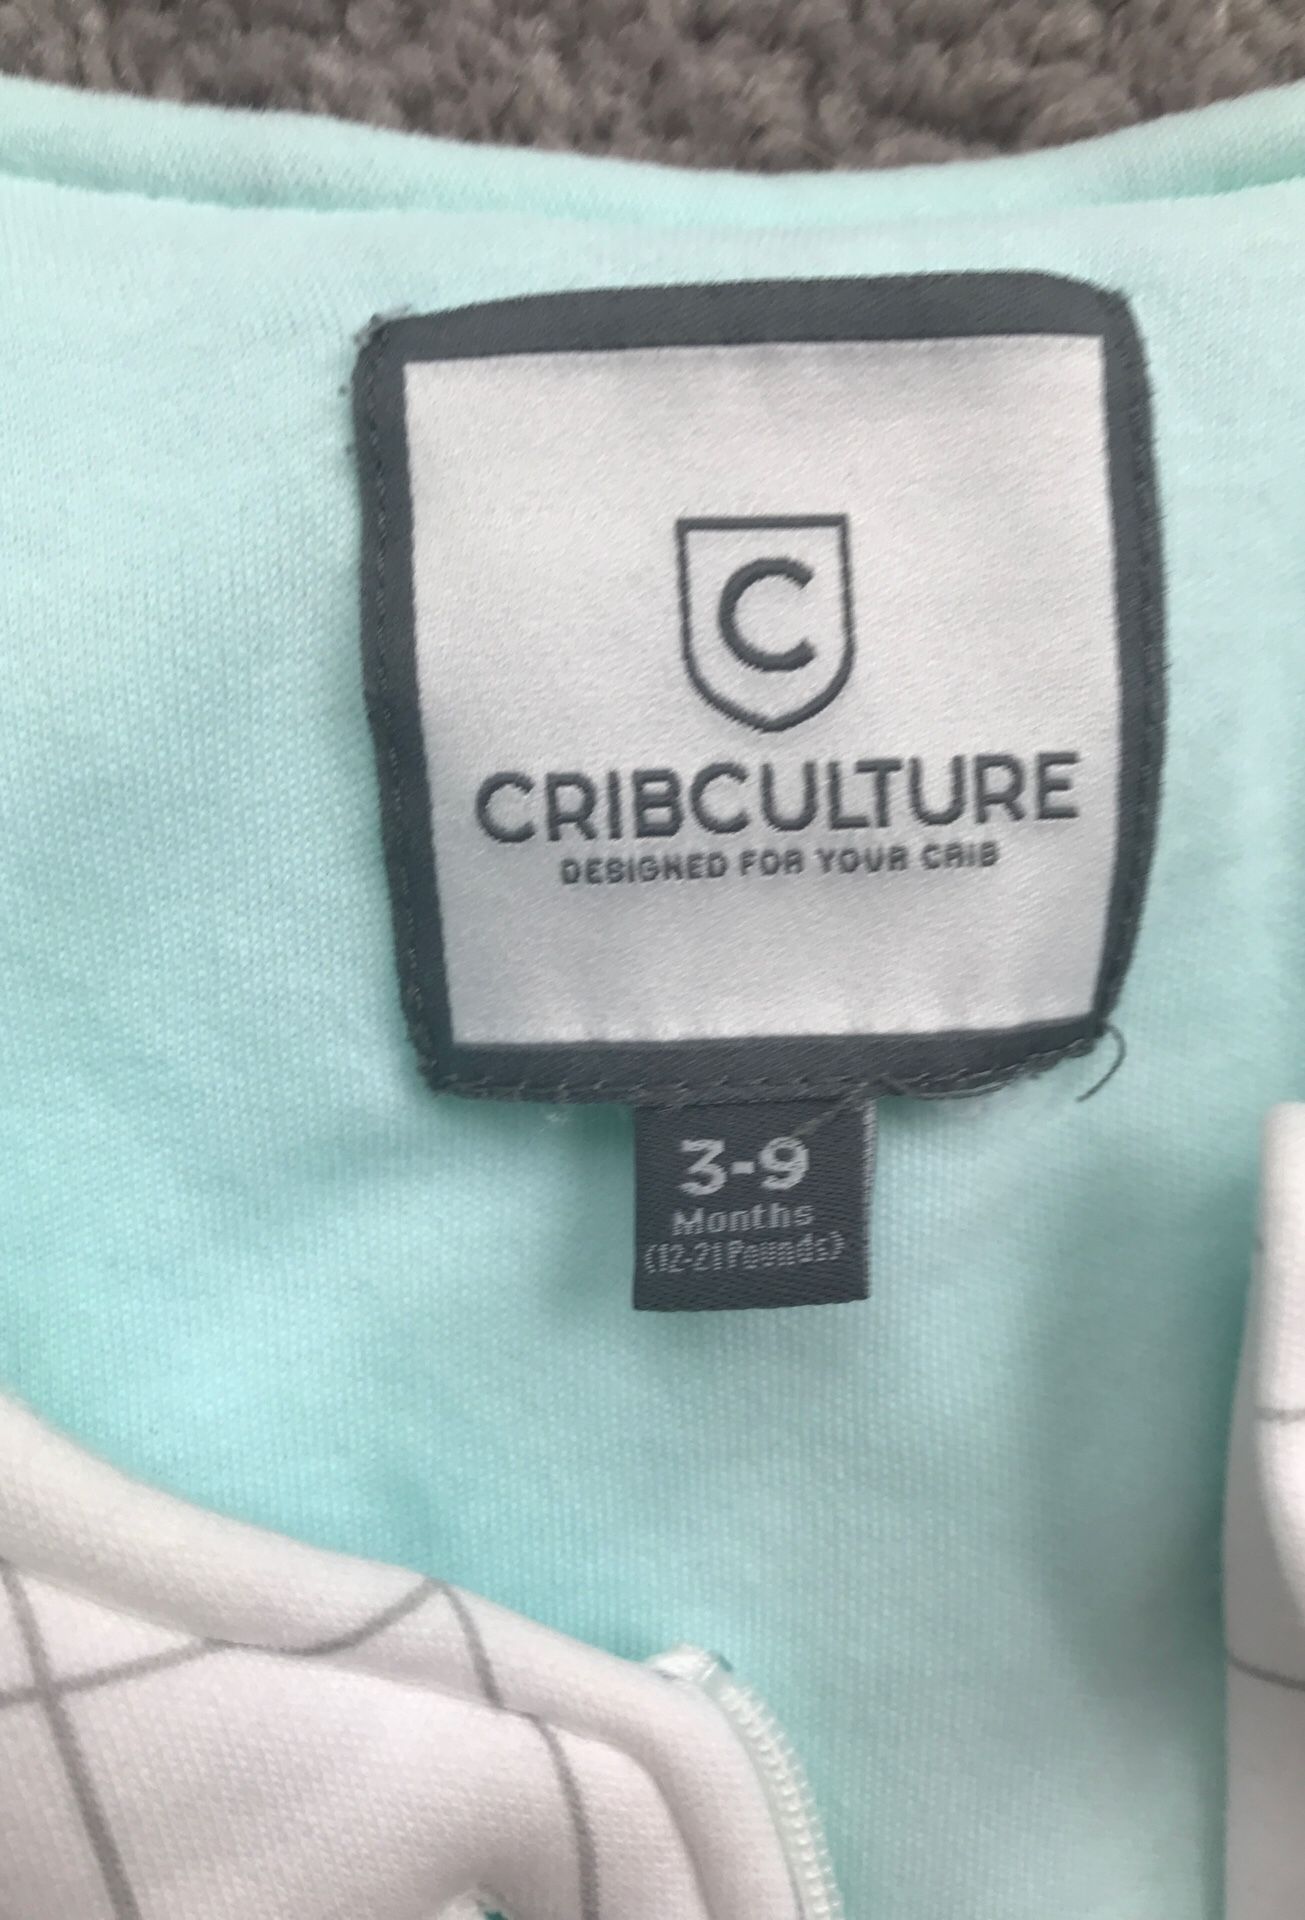 C
CRIBCULTURE
DESIGNED FOR YOUR CRIB
3-9
Months
(12-21 Pounds)